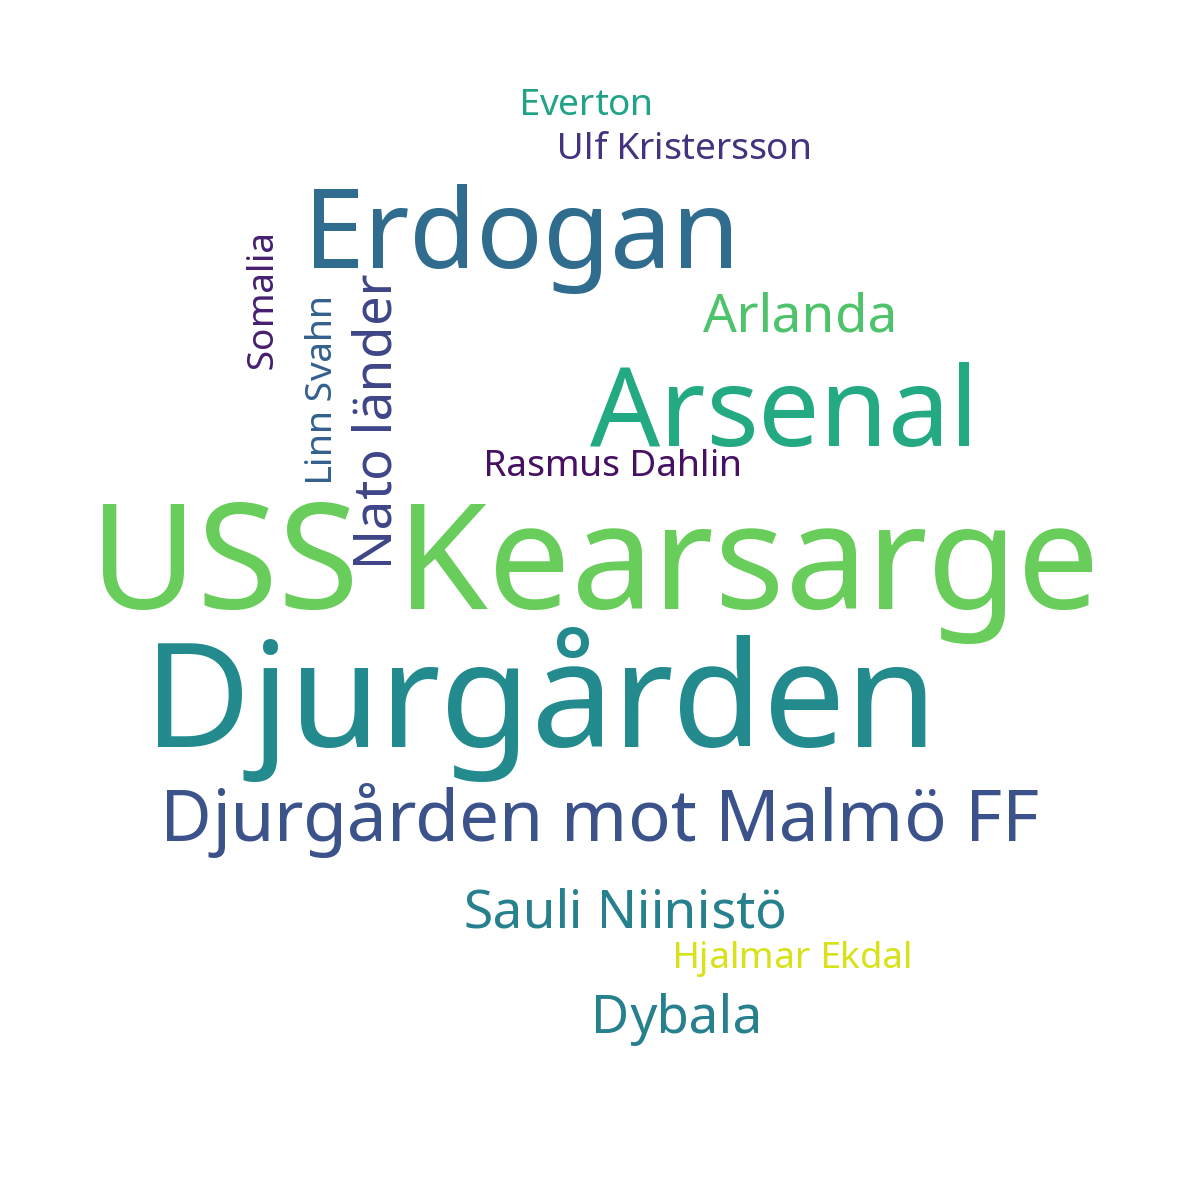 Everton
Ulf Kristersson
Erdogan
Somalia
Linn Svahn
Nato länder
Arlanda
Arsenal
Rasmus Dahlin
USS Kearsarge
Djurgården
Djurgården mot Malmö FF
Sauli Niinistö
Hjalmar Ekdal
Dybala